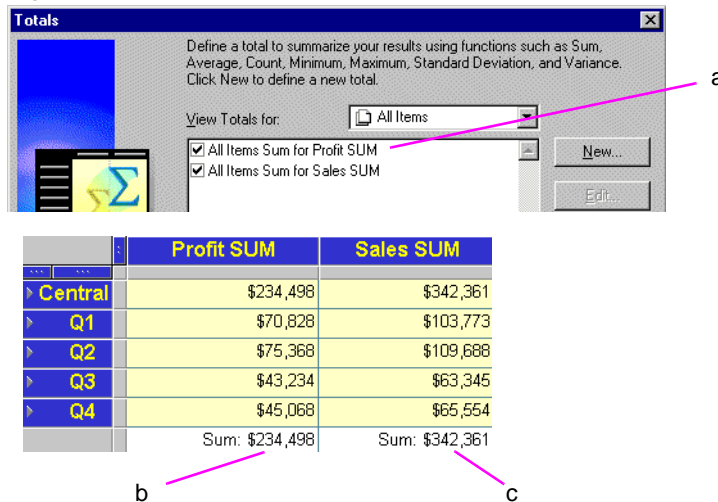 Totals
Define a total to summarize your results using functions such as Sum,
Average, Count, Minimum, Maximum, Standard Deviation, and Variance.
Click New to define a new total.
a
View Totals for: All Items
All Items Sum for Profit SUM
New...
All Items Sum for Sales SUM
Edit...
Profit SUM Sales SUM
Central $234,498 $342,361
Q1 $70,828 $103,773
Q2 $75,368 $109,688
Q3 $43,234 $63,345
Q4 $45,068 $65,554
Sum: $234,498 Sum: $342,361
b c